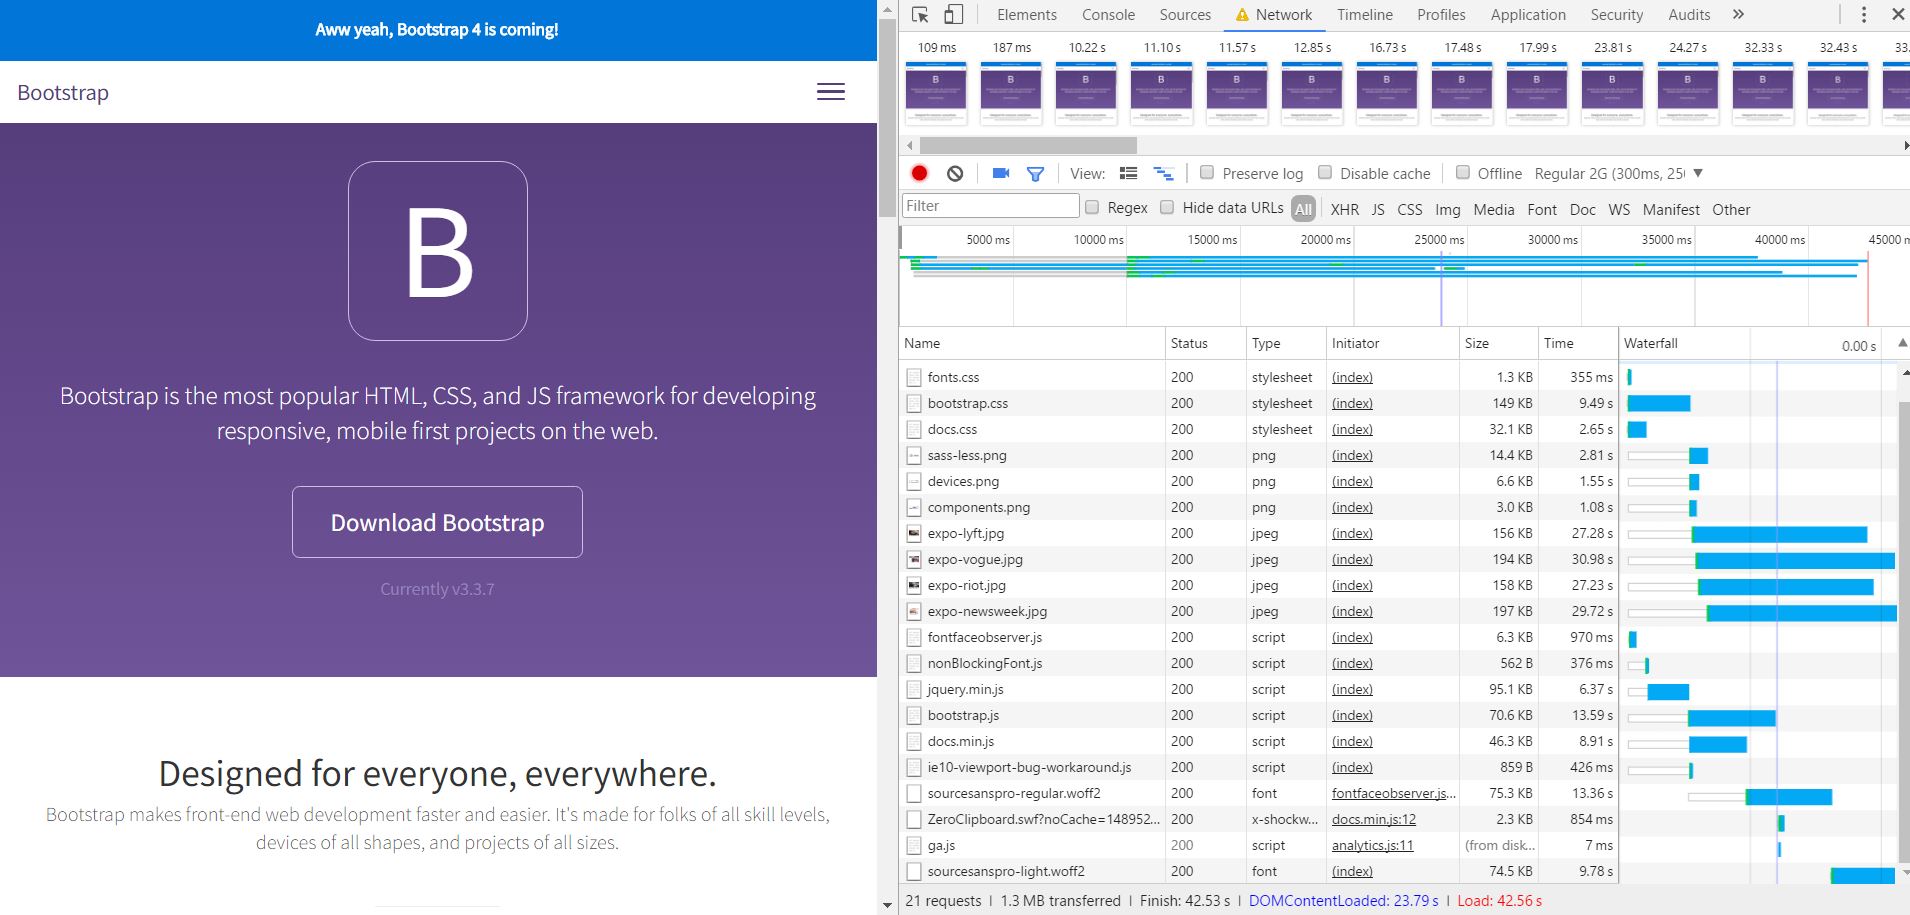 Aww yeah, Bootstrap 4 is coming!
Bootstrap
B
Bootstrap is the most popular HTML, CSS, and JS framework for developing
responsive, mobile first projects on the web.
Download Bootstrap
Currently v3.3.7
Designed for everyone, everywhere.
Bootstrap makes front-end web development faster and easier. It's made for folks of all skill levels,
devices of all shapes, and projects of all sizes.
Elements Console Sources Network Timeline Profiles Application Security Audits »
109 ms 187 ms 10.22 s 11.10 s 11.57 s 12.85 s 16.73 s 17.48 s 17.99 s 23.81 s 24.27 s 32.33 s 32.43 s 33.
View: Preserve log Disable cache Offline Regular 2G (300ms, 25
Filter Regex Hide data URLs All XHR JS CSS Img Media Font Doc WS Manifest Other
5000 ms 10000 ms 15000 ms 20000 ms 25000 ms 30000 ms 35000 ms 40000 ms 45000 m
Name Status Type Initiator Size Time Waterfall 0.00 s
fonts.css 200 stylesheet (index) 1.3 KB 355 ms
bootstrap.css 200 stylesheet (index) 149 KB 9.49 s
docs.css 200 stylesheet (index) 32.1 KB 2.65 s
sass-less.png 200 png (index) 14.4 KB 2.81 s
devices.png 200 png (index) 6.6 KB 1.55 s
components.png 200 png (index) 3.0 KB 1.08 s
expo-lyft.jpg 200 jpeg (index) 156 KB 27.28 s
expo-vogue.jpg 200 jpeg (index) 194 KB 30.98 s
expo-riot.jpg 200 jpeg (index) 158 KB 27.23 s
expo-newsweek.jpg 200 jpeg (index) 197 KB 29.72 s
fontfaceobserver.js 200 script (index) 6.3 KB 970 ms
nonBlockingFont.js 200 script (index) 562 B 376 ms
jquery.min.js 200 script (index) 95.1 KB 6.37 s
bootstrap.js 200 script (index) 70.6 KB 13.59 s
docs.min.js 200 script (index) 46.3 KB 8.91 s
ie10-viewport-bug-workaround.js 200 script (index) 859 B 426 ms
sourcesanspro-regular.woff2 200 font fontfaceobserver.js... 75.3 KB 13.36 s
ZeroClipboard.swf?noCache=148952... 200 x-shockw... docs.min.js:12 2.3 KB 854 ms
ga.js 200 script analytics.js:11 (from disk... 7 ms
sourcesanspro-light.woff2 200 font (index) 74.5 KB 9.78 s
21 requests | 1.3 MB transferred | Finish: 42.53 s | DOMContentLoaded: 23.79 s | Load: 42.56 s